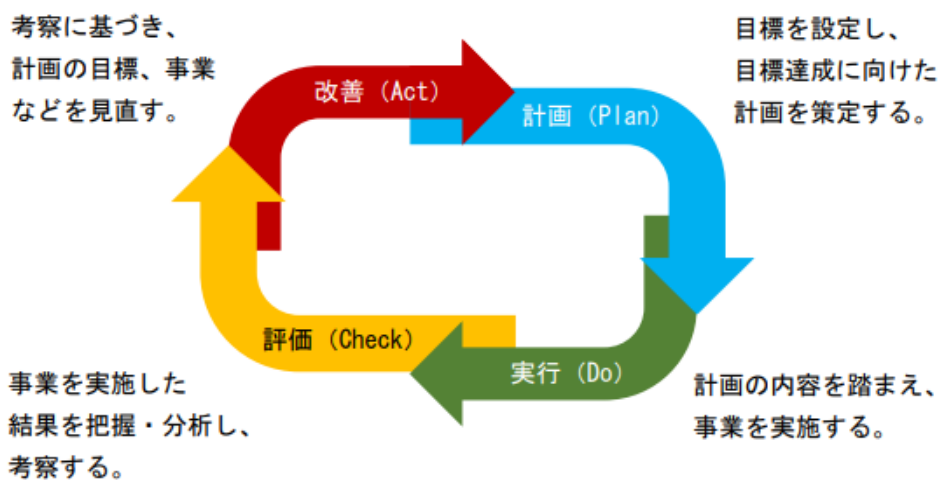 考察に基づき、
計画の目標、事業
などを見直す。
改善（Act）
計画（Plan）
目標を設定し、
目標達成に向けた
計画を策定する。
評価（Check）
実行（Do）
事業を実施した
結果を把握・分析し、
考察する。
計画の内容を踏まえ、
事業を実施する。